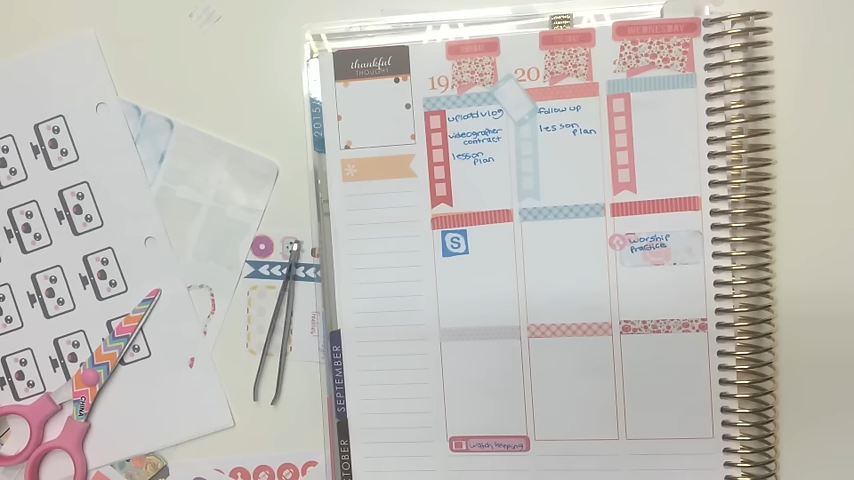 thankful
THOUGHT
WEDNESDAY
19
20
upload vlog
videographer
contract
lesson
plan
follow up
lesson
plan
S
worship
practice
2015
SEPTEMBER
OCTOBER
CHINA